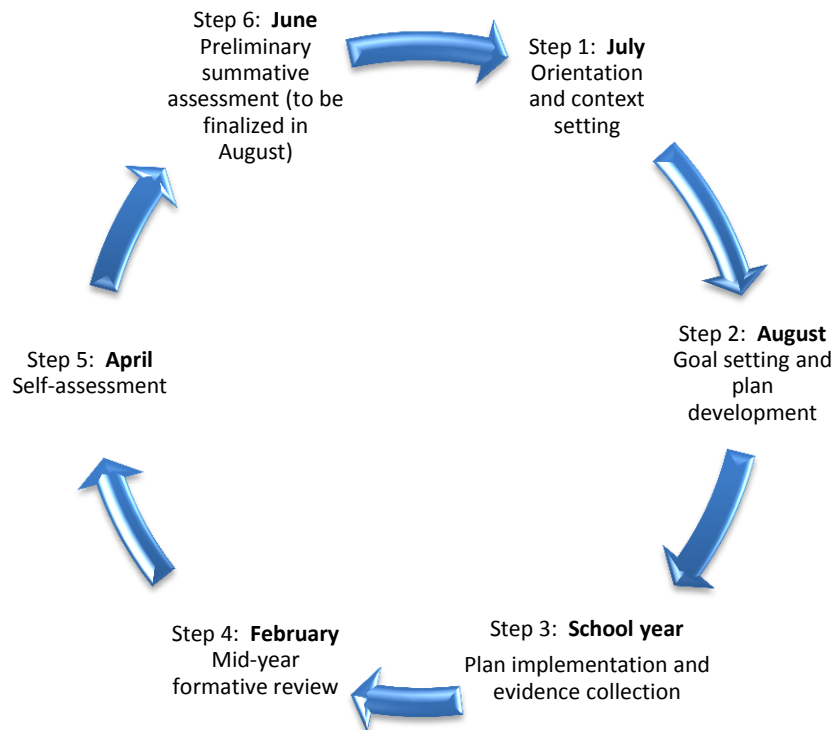 Step 1:  July
Orientation
and context
setting
Step 2:  August
Goal setting and
plan
development
Step 3:  School year
Plan implementation and
evidence collection
Step 4:  February
Mid-year
formative review
Step 5:  April
Self-assessment
Step 6:  June
Preliminary
summative
assessment (to be
finalized in
August)